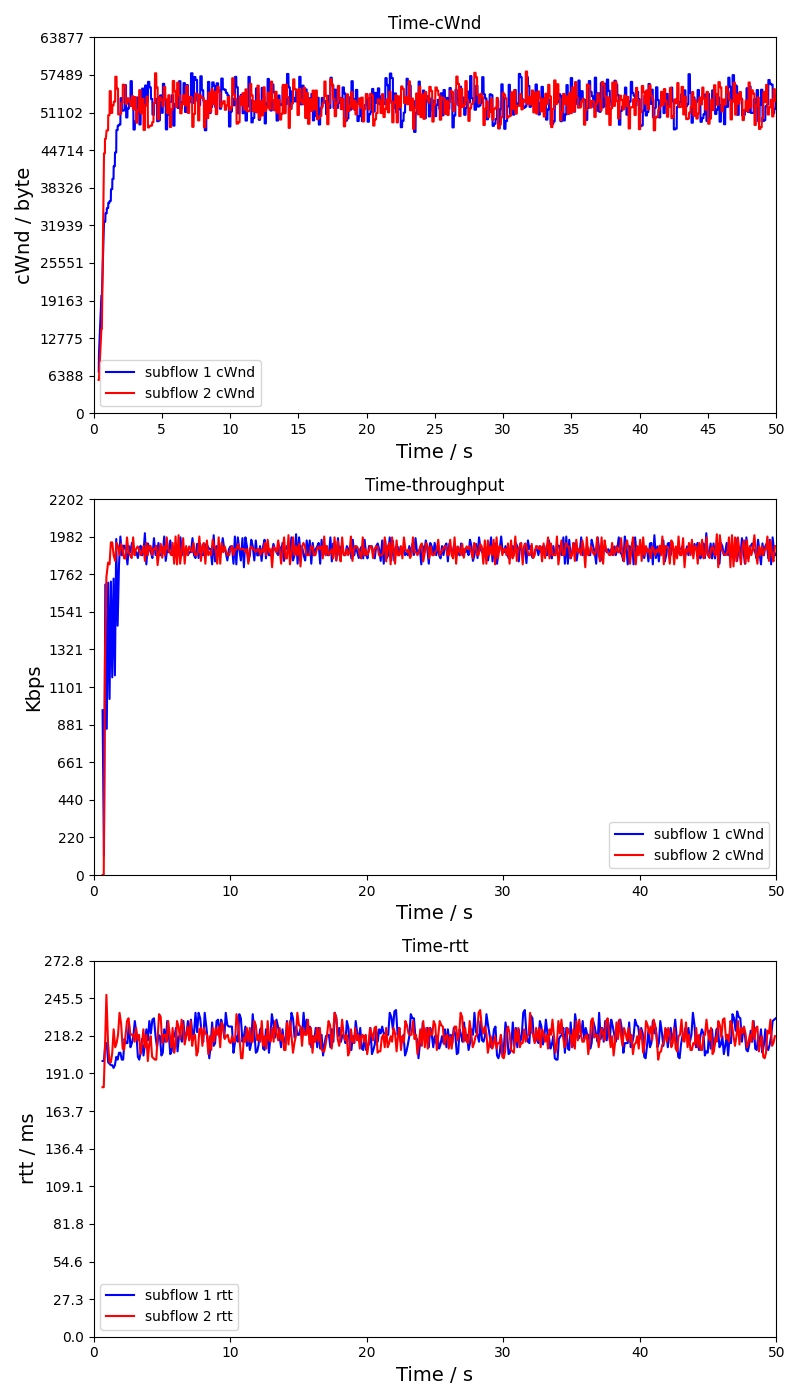 Time-cWnd
63877
57489
51102
44714
38326
31939
25551
19163
12775
6388
0
cWnd / byte
subflow 1 cWnd
subflow 2 cWnd
0 5 10 15 20 25 30 35 40 45 50
Time / s
Time-throughput
2202
1982
1762
1541
1321
1101
881
661
440
220
0
Kbps
subflow 1 cWnd
subflow 2 cWnd
0 10 20 30 40 50
Time / s
Time-rtt
272.8
245.5
218.2
191.0
163.7
136.4
109.1
81.8
54.6
27.3
0.0
rtt / ms
subflow 1 rtt
subflow 2 rtt
0 10 20 30 40 50
Time / s